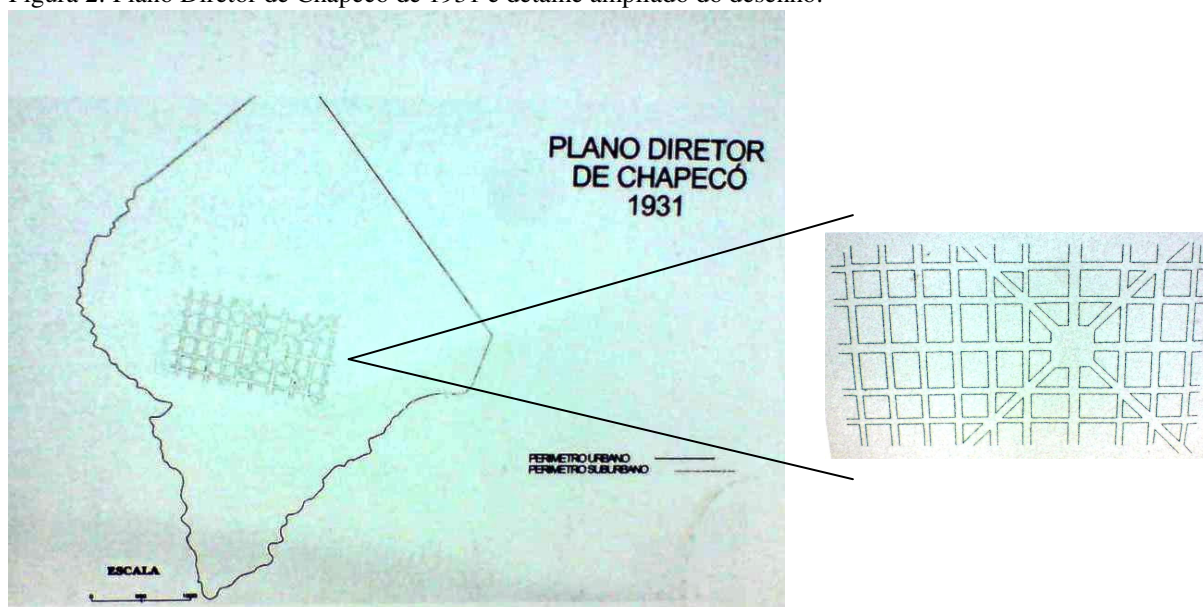 Figura 2: Plano Diretor de Chapecó de 1931 e detalhe ampliado do desenho.
PLANO DIRETOR
DE CHAPECÓ
1931
PERIMETRO URBANO
PERIMETRO SUBURBANO
ESCALA